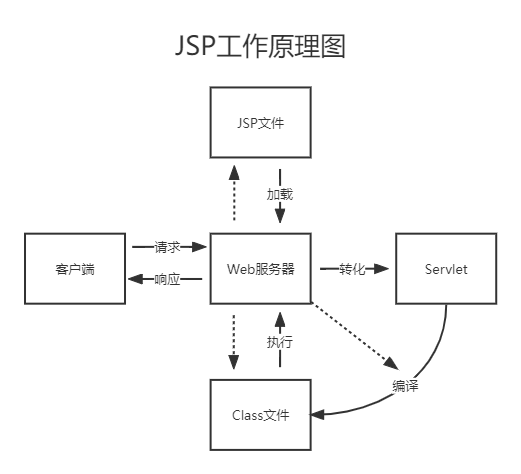 JSP工作原理图
JSP文件
加载
请求
客户端
Web服务器
转化
Servlet
响应
执行
编译
Class文件